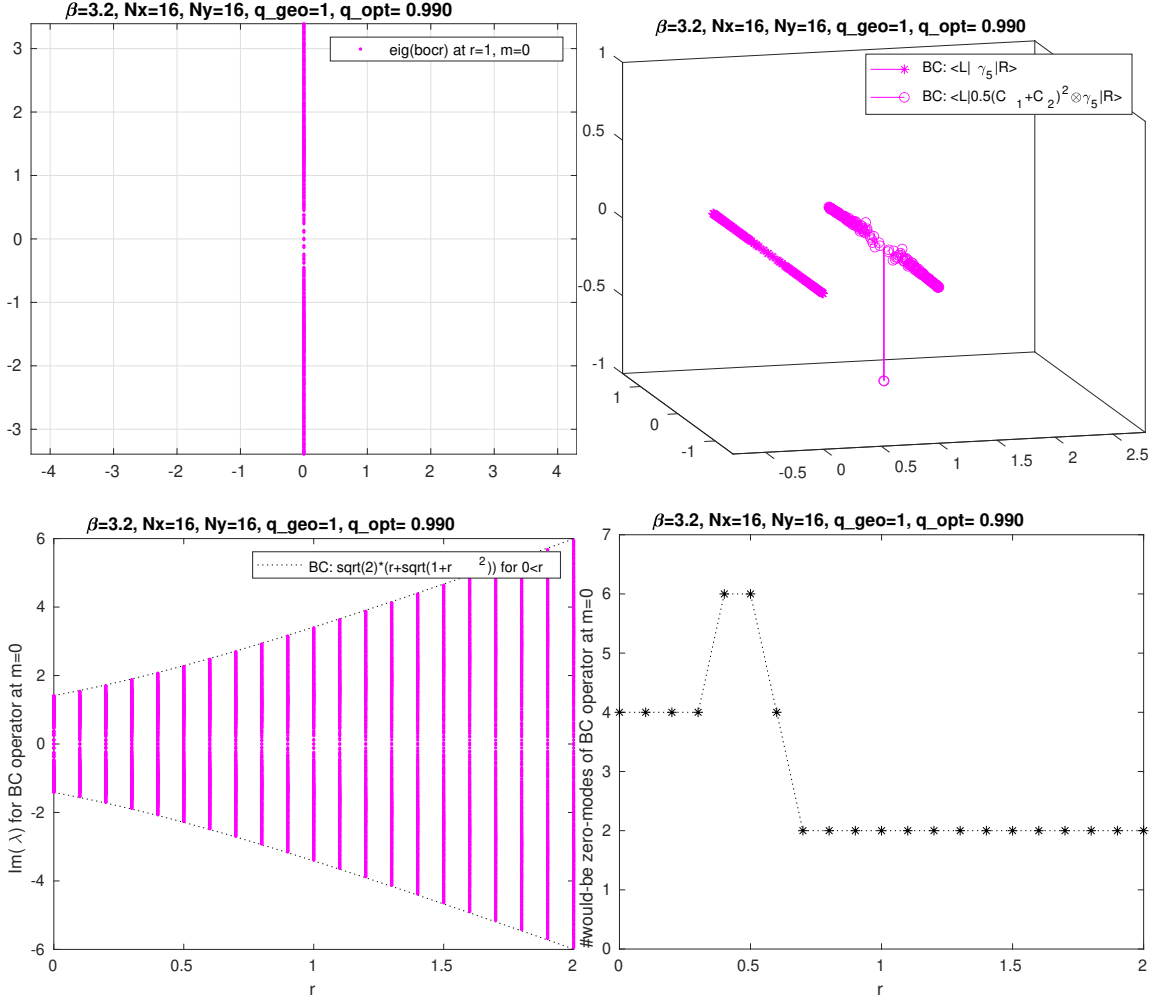 β=3.2, Nx=16, Ny=16, q_geo=1, q_opt= 0.990
eig(bocr) at r=1, m=0
3
2
1
0
-1
-2
-3
-4 -3 -2 -1 0 1 2 3 4
β=3.2, Nx=16, Ny=16, q_geo=1, q_opt= 0.990
BC: <L| γ5|R>
BC: <L|0.5(C 1+C 2)2⊗γ5|R>
1
0.5
0
-0.5
-1
1
0
-1
-0.5 0 0.5 1 1.5 2 2.5
β=3.2, Nx=16, Ny=16, q_geo=1, q_opt= 0.990
BC: sqrt(2)*(r+sqrt(1+r 2)) for 0<r
Im( λ) for BC operator at m=0
6
4
2
0
-2
-4
-6
0 0.5 1 1.5 2
r
β=3.2, Nx=16, Ny=16, q_geo=1, q_opt= 0.990
#would-be zero-modes of BC operator at m=0
7
6
5
4
3
2
1
0
0 0.5 1 1.5 2
r